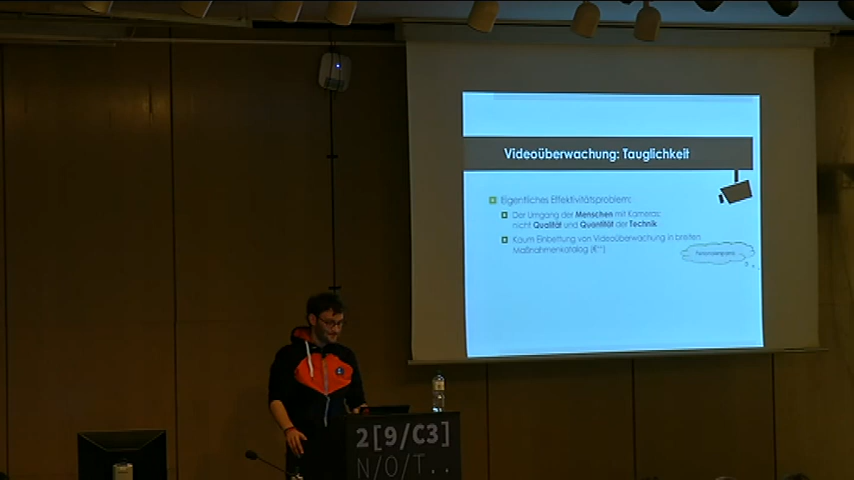 Videoüberwachung: Tauglichkeit
Eigentliches Effektivitätsproblem:
Der Umgang der Menschen mit Kameras;
nicht Qualität und Quantität der Technik
Kaum Einbettung von Videoüberwachung in breiten
Maßnahmenkatalog
2[9/C3]
N/O/T..